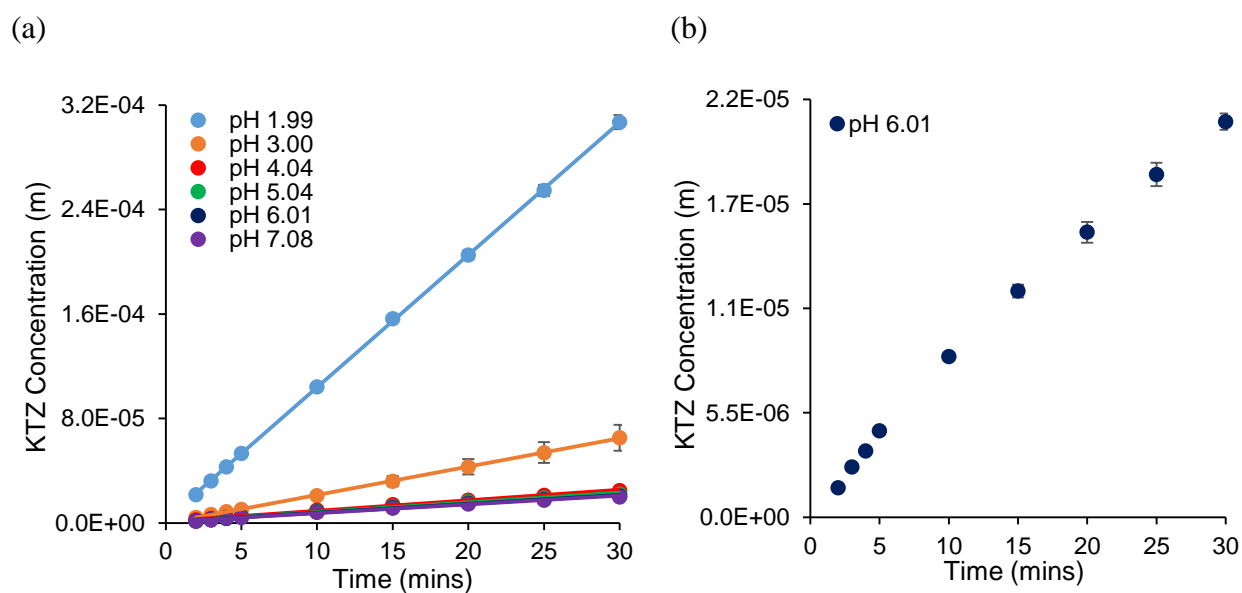 (a)
KTZ Concentration (m)
3.2E-04
2.4E-04
1.6E-04
8.0E-05
0.0E+00
pH 1.99
pH 3.00
pH 4.04
pH 5.04
pH 6.01
pH 7.08
0 5 10 15 20 25 30
Time (mins)
(b)
KTZ Concentration (m)
2.2E-05
1.7E-05
1.1E-05
5.5E-06
0.0E+00
pH 6.01
0 5 10 15 20 25 30
Time (mins)